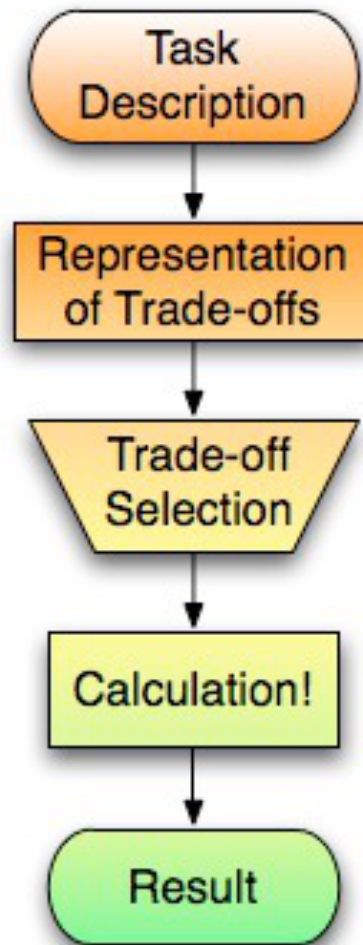 Task
Description
Representation
of Trade-offs
Trade-off
Selection
Calculation!
Result